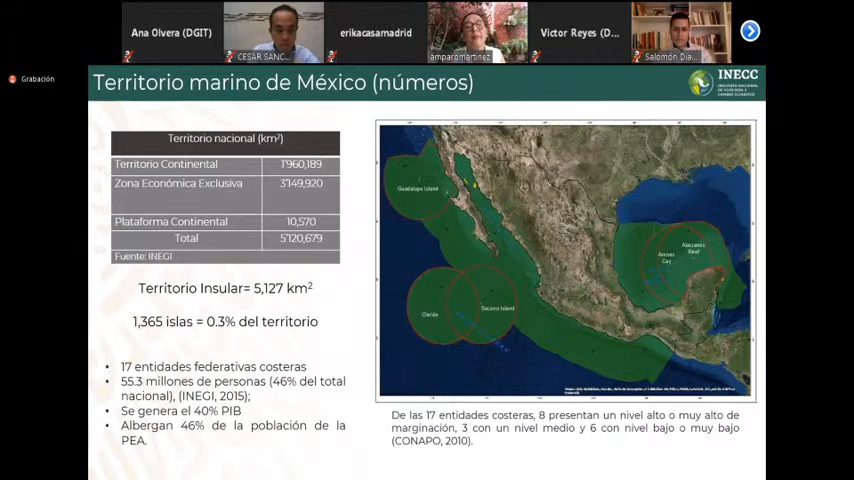 Ana Olvera (DGIT)
CESAR SANC...
erikacasamadrid
amparomartinez
Victor Reyes (D...
Salomón Dia...
Grabación
Territorio marino de México (números)
INECC
INSTITUTO NACIONAL
DE ECOLOGÍA Y
CAMBIO CLIMÁTICO
Territorio nacional (km²)
Territorio Continental 1'960,189
Zona Económica Exclusiva 3'149,920
Plataforma Continental 10,570
Total 5'120,679
Fuente: INEGI
Territorio Insular= 5,127 km²
1,365 islas = 0.3% del territorio
• 17 entidades federativas costeras
• 55.3 millones de personas (46% del total
nacional), (INEGI, 2015);
• Se genera el 40% PIB
• Albergan 46% de la población de la
PEA.
Guadalupe Island
Clarión
Socorro Island
Arenas
Cay
Alacranes
Reef
De las 17 entidades costeras, 8 presentan un nivel alto o muy alto de
marginación, 3 con un nivel medio y 6 con nivel bajo o muy bajo
(CONAPO, 2010).